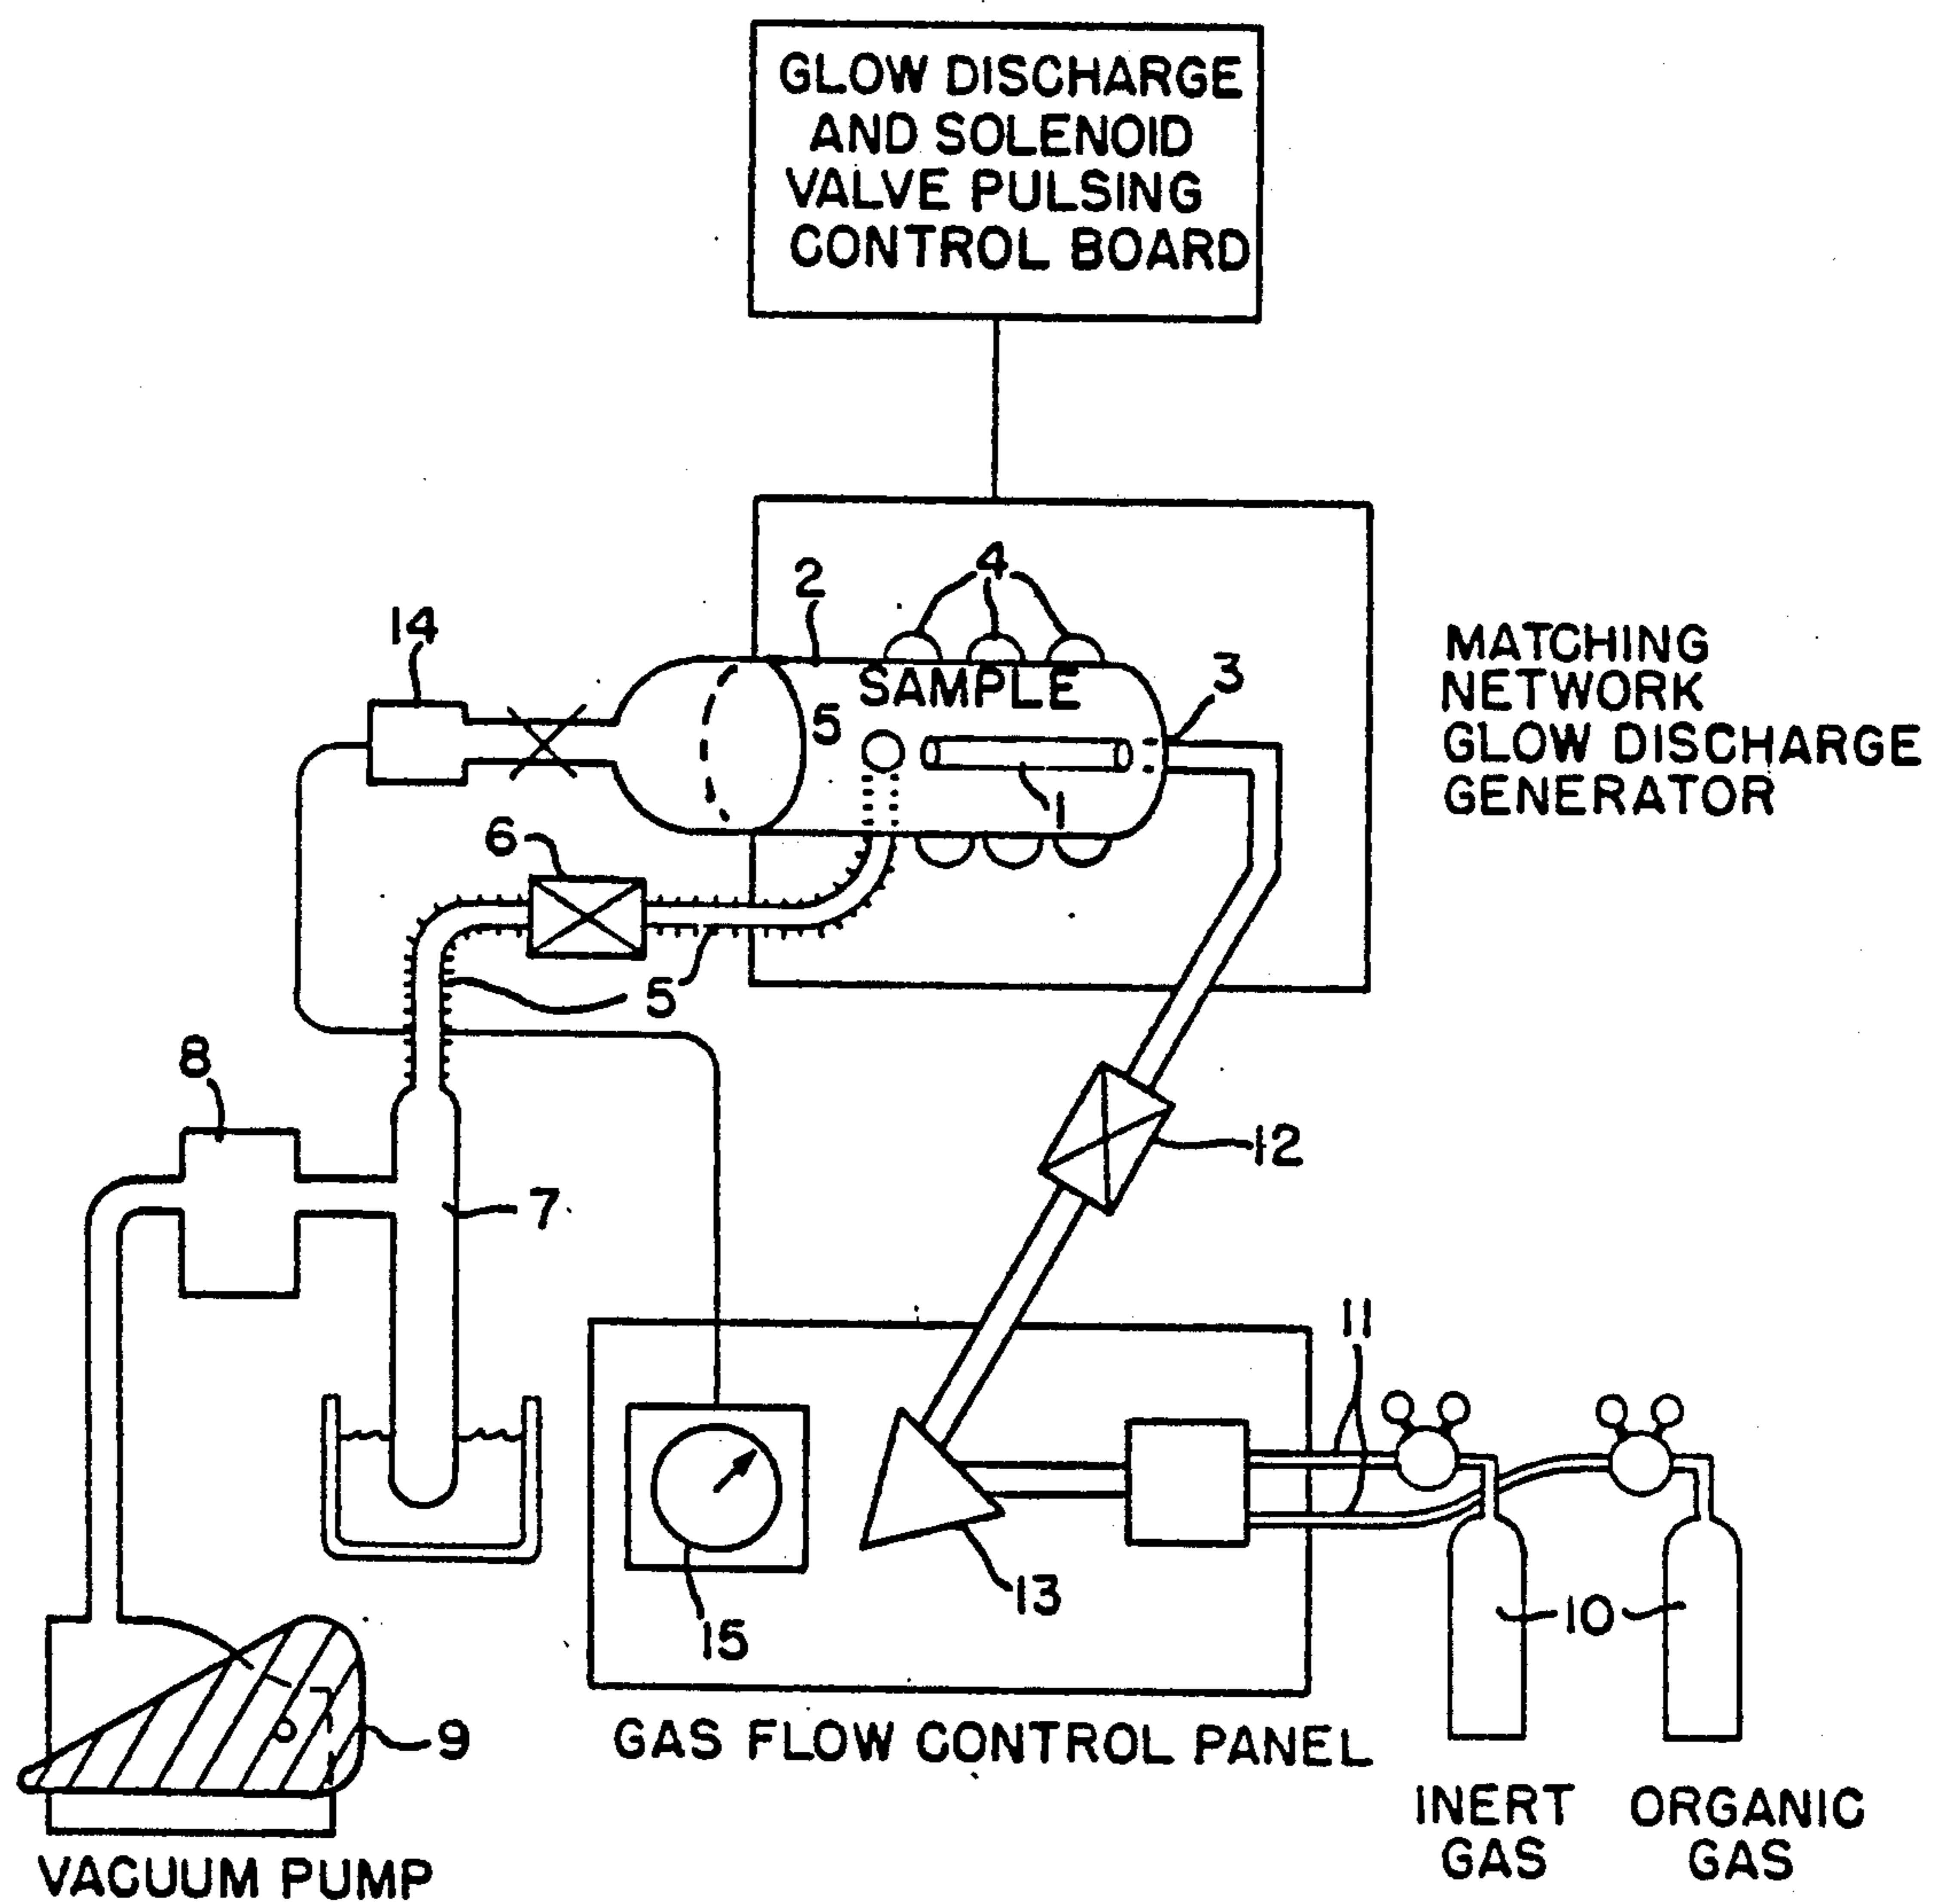 GLOW DISCHARGE
AND SOLENOID
VALVE PULSING
CONTROL BOARD
4
2
14
3
SAMPLE
5
1
MATCHING
NETWORK
GLOW DISCHARGE
GENERATOR
6
5
8
12
7
11
13
15
10
9
GAS FLOW CONTROL PANEL
INERT
GAS
ORGANIC
GAS
VACUUM PUMP